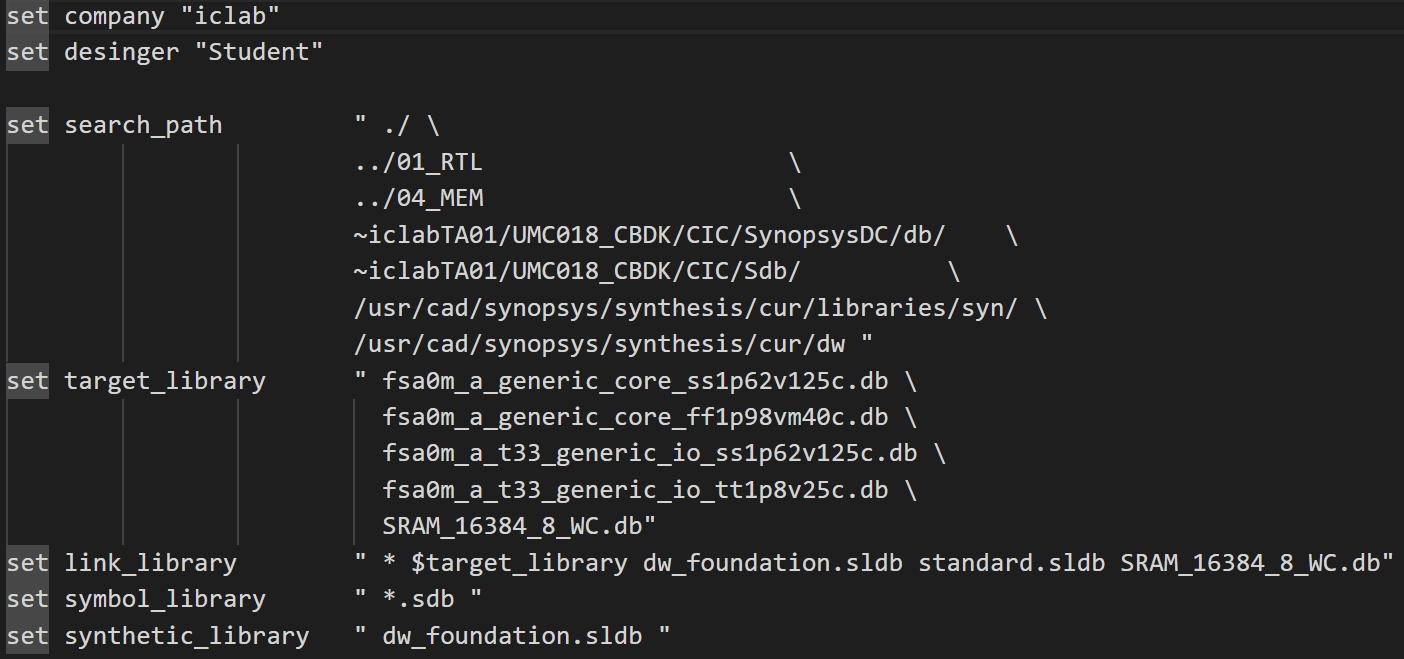 set company "iclab"
set desinger "Student"
set search_path " ./ \
../01_RTL \
../04_MEM \
~iclabTA01/UMC018_CBDK/CIC/SynopsysDC/db/ \
~iclabTA01/UMC018_CBDK/CIC/Sdb/ \
/usr/cad/synopsys/synthesis/cur/libraries/syn/ \
/usr/cad/synopsys/synthesis/cur/dw "
set target_library " fsa0m_a_generic_core_ss1p62v125c.db \
fsa0m_a_generic_core_ff1p98vm40c.db \
fsa0m_a_t33_generic_io_ss1p62v125c.db \
fsa0m_a_t33_generic_io_tt1p8v25c.db \
SRAM_16384_8_WC.db"
set link_library " * $target_library dw_foundation.sldb standard.sldb SRAM_16384_8_WC.db"
set symbol_library " *.sdb "
set synthetic_library " dw_foundation.sldb "